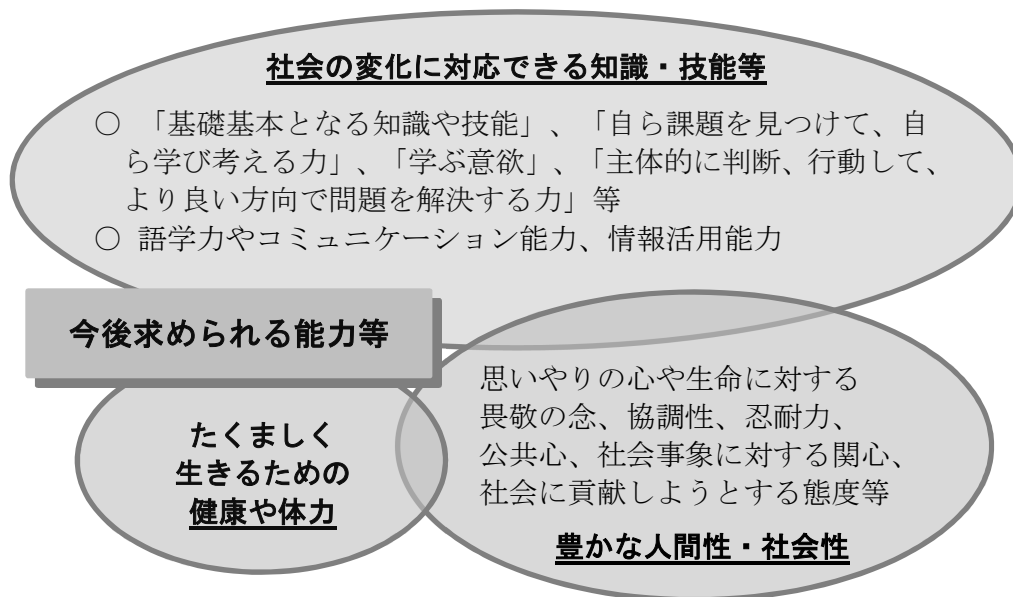 社会の変化に対応できる知識・技能等
○ 「基礎基本となる知識や技能」、「自ら課題を見つけて、自
ら学び考える力」、「学ぶ意欲」、「主体的に判断、行動して、
より良い方向で問題を解決する力」等
○ 語学力やコミュニケーション能力、情報活用能力
今後求められる能力等
たくましく
生きるための
健康や体力
思いやりの心や生命に対する
畏敬の念、協調性、忍耐力、
公共心、社会事象に対する関心、
社会に貢献しようとする態度等
豊かな人間性・社会性